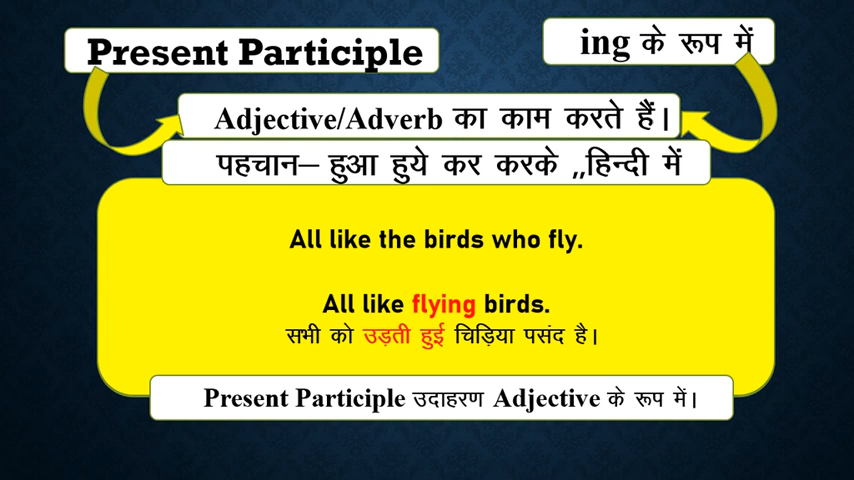 Present Participle
ing के रूप में
Adjective/Adverb का काम करते हैं।
पहचान– हुआ हुये कर करके ,,हिन्दी में
All like the birds who fly.
All like flying birds.
सभी को उड़ती हुई चिड़िया पसंद है।
Present Participle उदाहरण Adjective के रूप में।